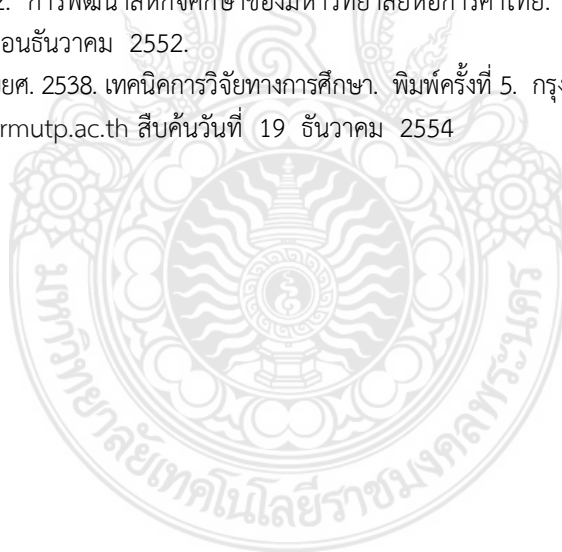 2. การพัฒนาสหกิจศึกษาของมหาวิทยาลัยหอการค้าไทย.
อนธันวาคม 2552.
ยศ. 2538. เทคนิคการวิจัยทางการศึกษา. พิมพ์ครั้งที่ 5. กรุง
rmutp.ac.th สืบค้นวันที่ 19 ธันวาคม 2554
มหาวิทยาลัยเทคโนโลยีราชมงคลพระนคร